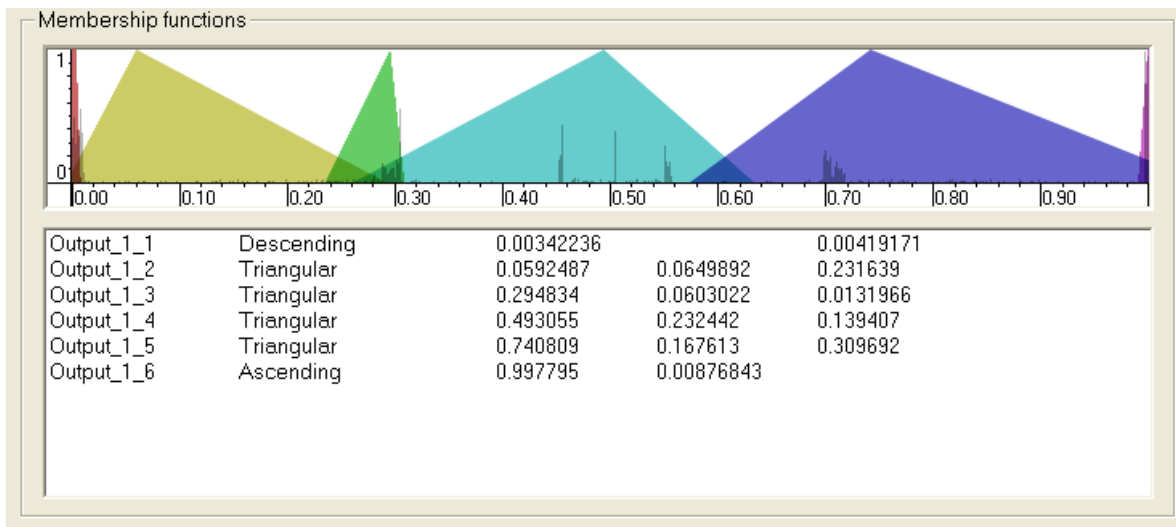 Membership functions
1
0
0.00 0.10 0.20 0.30 0.40 0.50 0.60 0.70 0.80 0.90
Output_1_1 Descending 0.00342236 0.00419171
Output_1_2 Triangular 0.0592487 0.0649892 0.231639
Output_1_3 Triangular 0.294834 0.0603022 0.0131966
Output_1_4 Triangular 0.493055 0.232442 0.139407
Output_1_5 Triangular 0.740809 0.167613 0.309692
Output_1_6 Ascending 0.997795 0.00876843